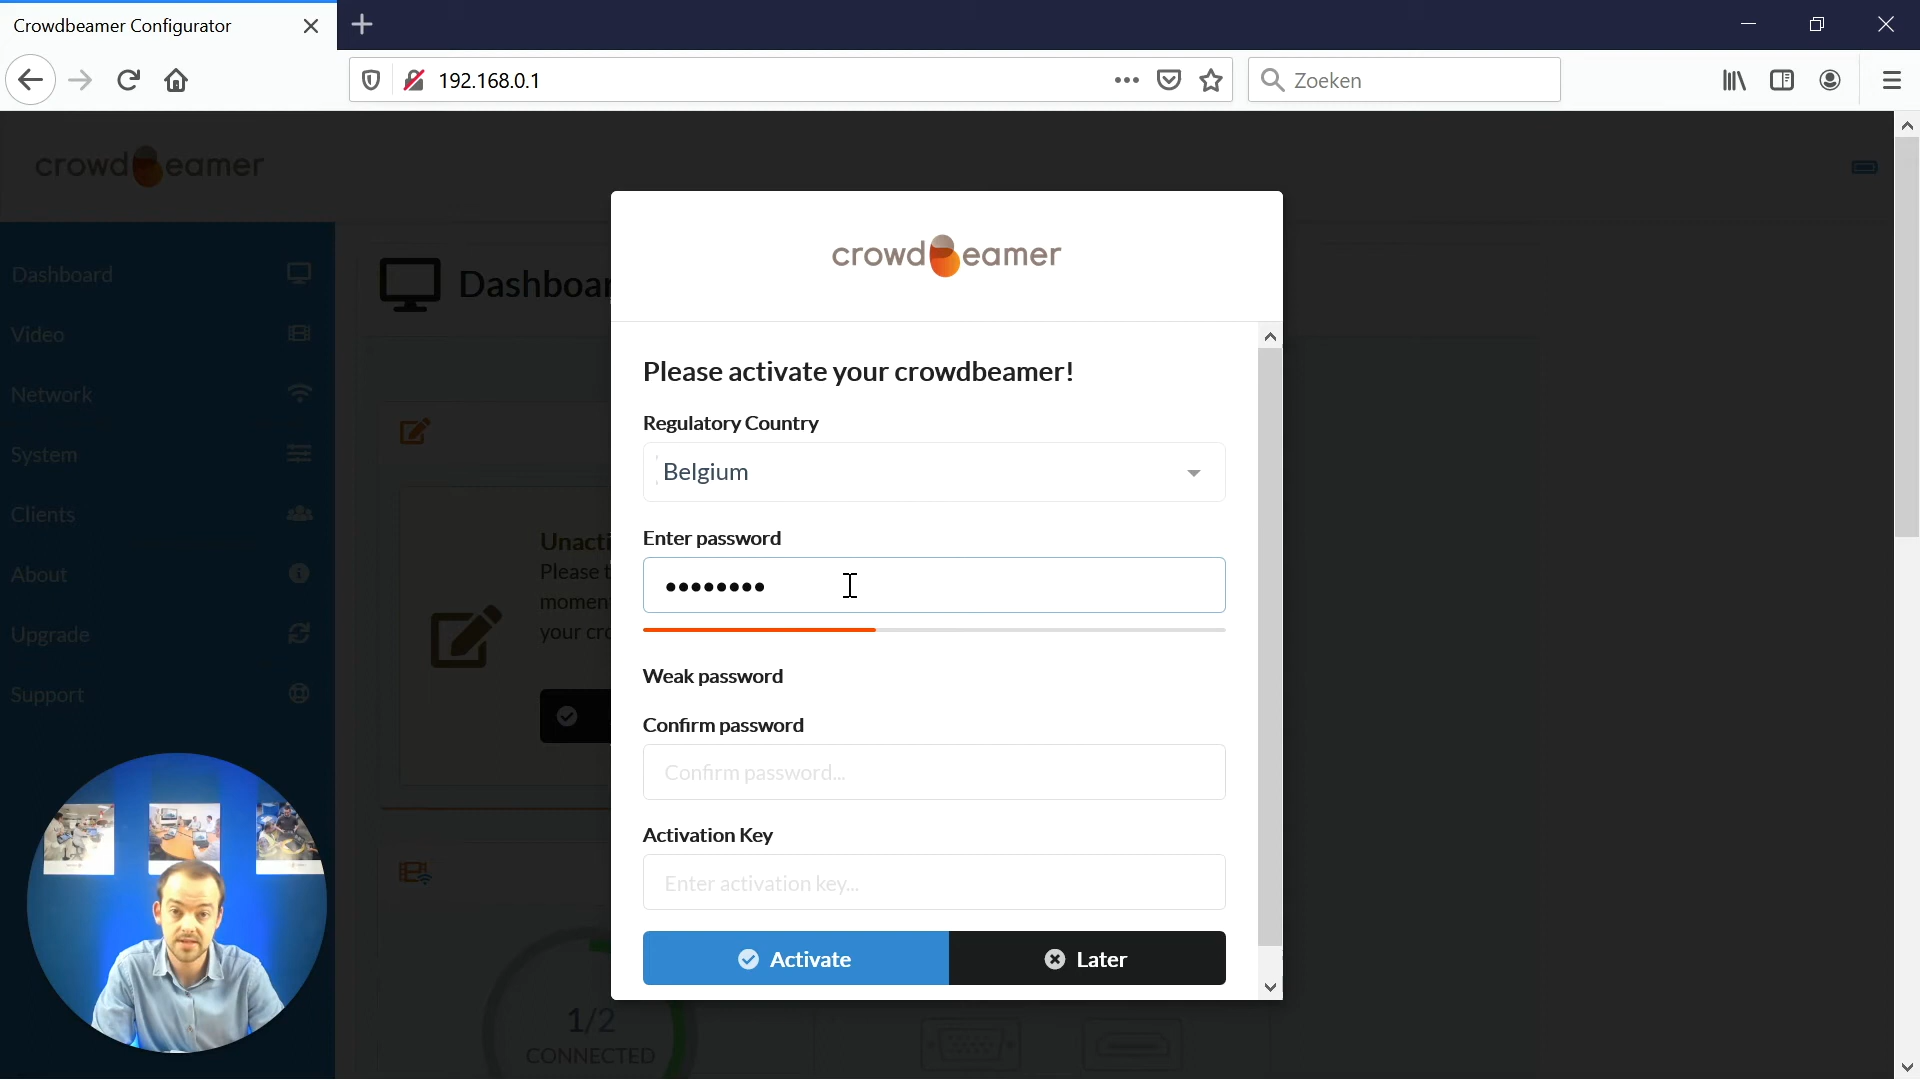 Crowdbeamer Configurator
192.168.0.1
Zoeken
crowdbeamer
Dashboard
Video
Network
System
Clients
About
Upgrade
Support
Dashboar
Unacti
Please t
momen
your cro
1/2
CONNECTED
crowdbeamer
Please activate your crowdbeamer!
Regulatory Country
Belgium
Enter password
Weak password
Confirm password
Confirm password...
Activation Key
Enter activation key...
Activate
Later